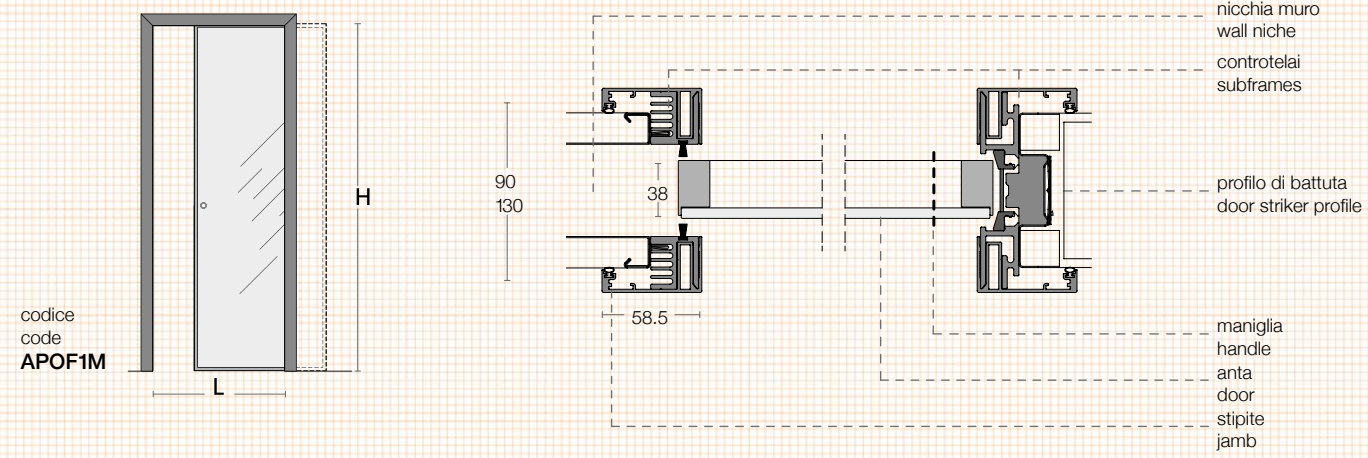 codice
code
APOF1M
H
L
90
130
38
58.5
nicchia muro
wall niche
controtelai
subframes
profilo di battuta
door striker profile
maniglia
handle
anta
door
stipite
jamb